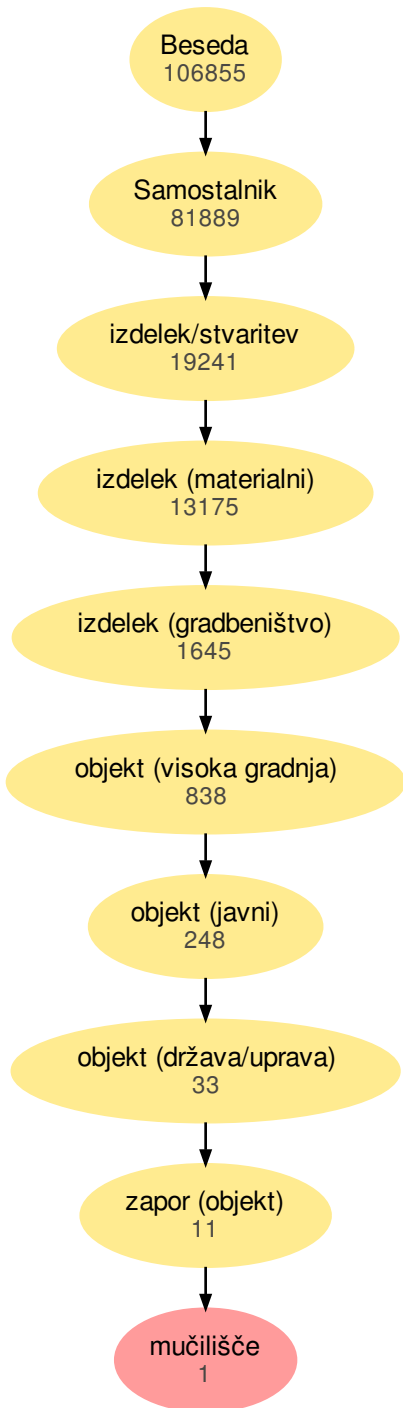 Beseda
106855
Samostalnik
81889
izdelek/stvaritev
19241
izdelek (materialni)
13175
izdelek (gradbeništvo)
1645
objekt (visoka gradnja)
838
objekt (javni)
248
objekt (država/uprava)
33
zapor (objekt)
11
mučilišče
1